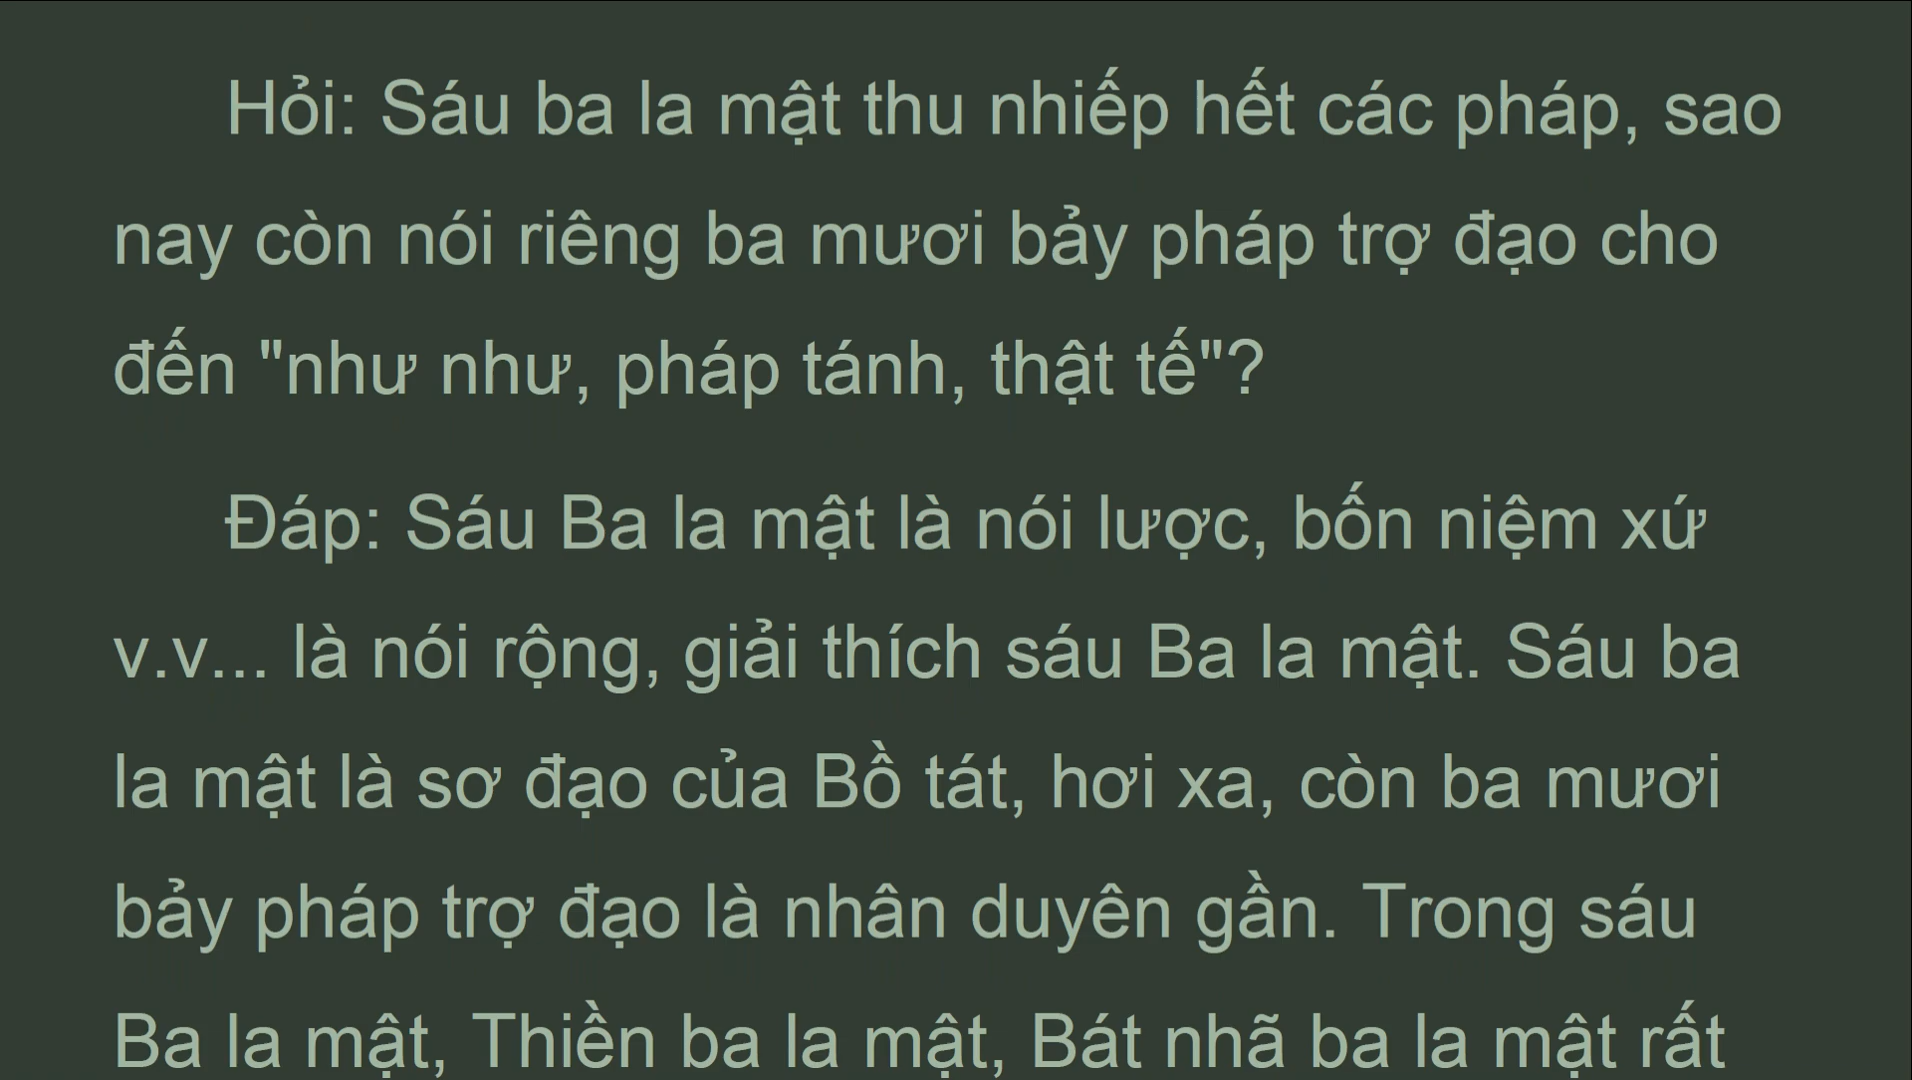 Hỏi: Sáu ba la mật thu nhiếp hết các pháp, sao
nay còn nói riêng ba mươi bảy pháp trợ đạo cho
đến "như như, pháp tánh, thật tế"?
Đáp: Sáu Ba la mật là nói lược, bốn niệm xứ
v.v... là nói rộng, giải thích sáu Ba la mật. Sáu ba
la mật là sơ đạo của Bồ tát, hơi xa, còn ba mươi
bảy pháp trợ đạo là nhân duyên gần. Trong sáu
Ba la mật, Thiền ba la mật, Bát nhã ba la mật rất